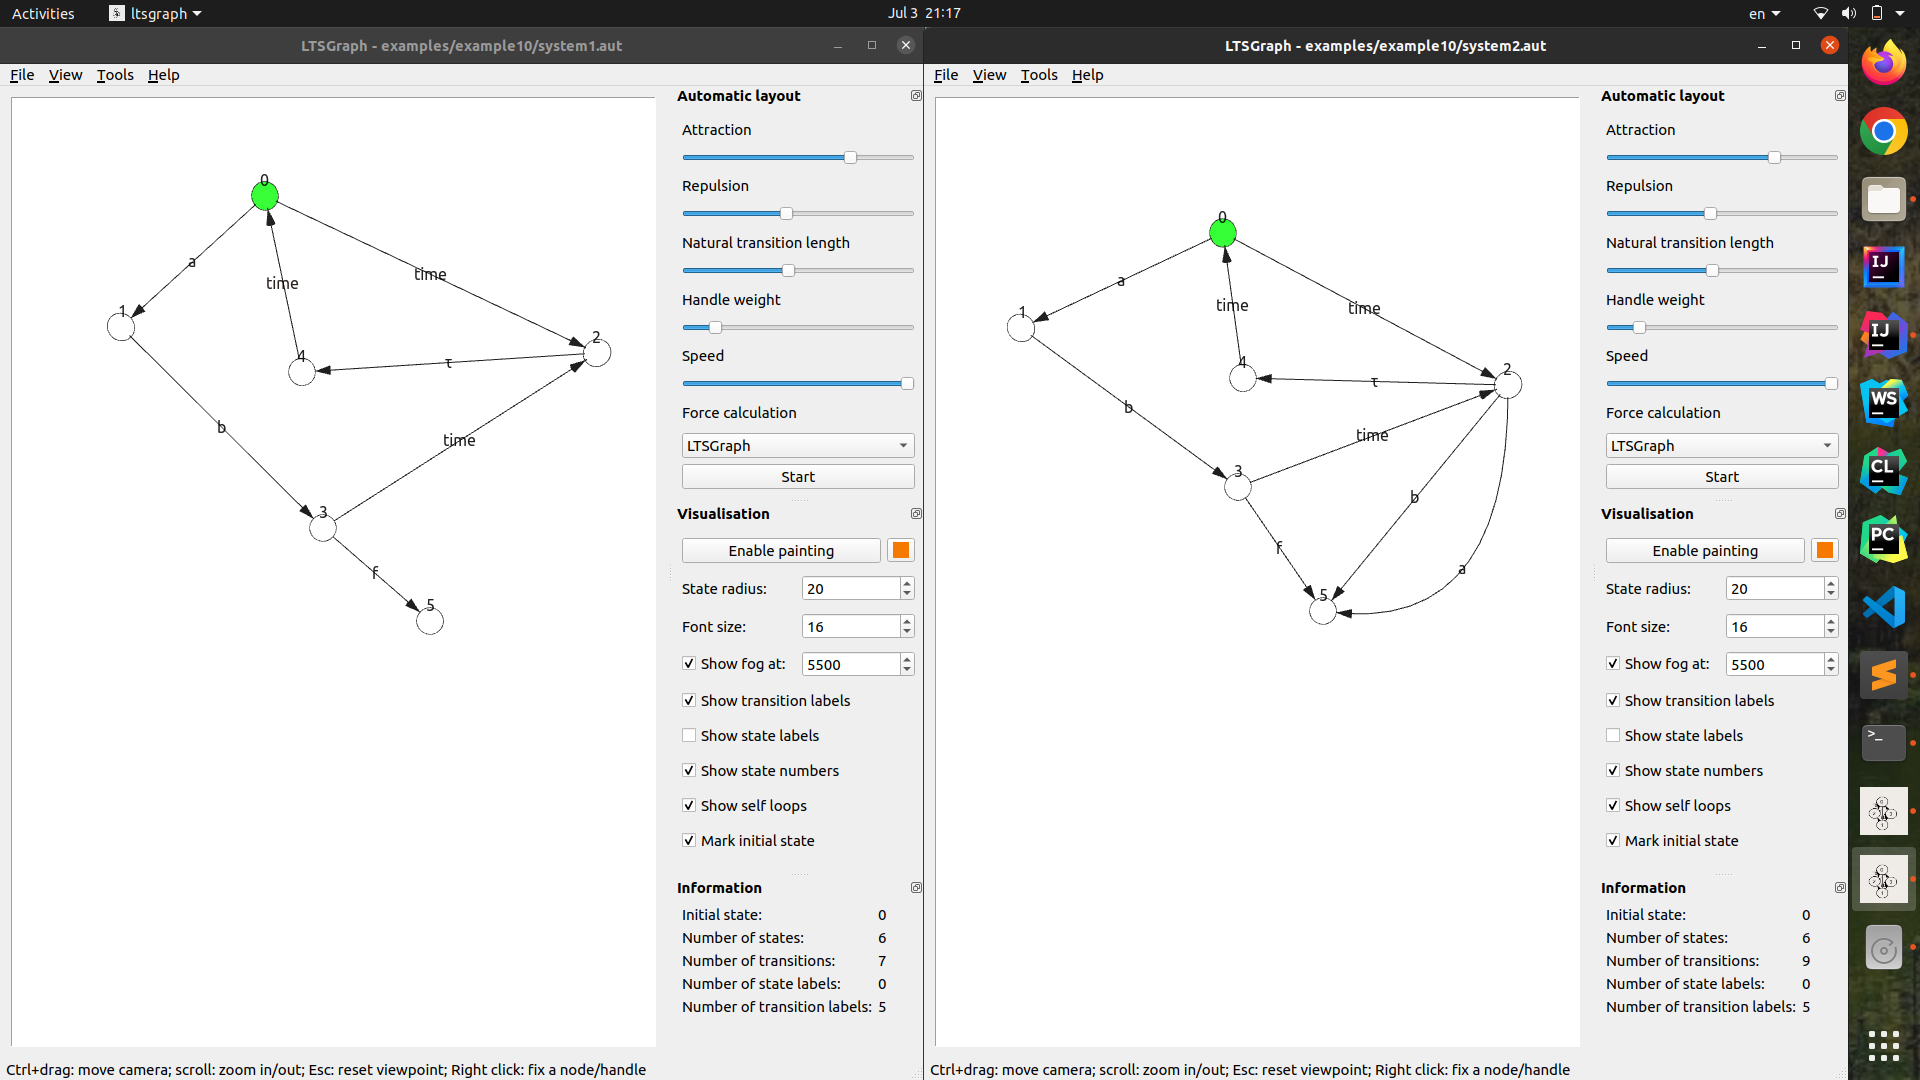 Activities ltsgraph Jul 3 21:17 en
LTSGraph - examples/example10/system1.aut
File View Tools Help
0
a
time
time
1
2
4
τ
b
time
3
f
5
Automatic layout
Attraction
Repulsion
Natural transition length
Handle weight
Speed
Force calculation
LTSGraph
Start
Visualisation
Enable painting
State radius: 20
Font size: 16
Show fog at: 5500
Show transition labels
Show state labels
Show state numbers
Show self loops
Mark initial state
Information
Initial state: 0
Number of states: 6
Number of transitions: 7
Number of state labels: 0
Number of transition labels: 5
Ctrl+drag: move camera; scroll: zoom in/out; Esc: reset viewpoint; Right click: fix a node/handle
LTSGraph - examples/example10/system2.aut
File View Tools Help
0
a
time
time
1
4
2
τ
b
time
3
b
f
a
5
Automatic layout
Attraction
Repulsion
Natural transition length
Handle weight
Speed
Force calculation
LTSGraph
Start
Visualisation
Enable painting
State radius: 20
Font size: 16
Show fog at: 5500
Show transition labels
Show state labels
Show state numbers
Show self loops
Mark initial state
Information
Initial state: 0
Number of states: 6
Number of transitions: 9
Number of state labels: 0
Number of transition labels: 5
Ctrl+drag: move camera; scroll: zoom in/out; Esc: reset viewpoint; Right click: fix a node/handle
IJ
IJ
WS
CL
PC
>_